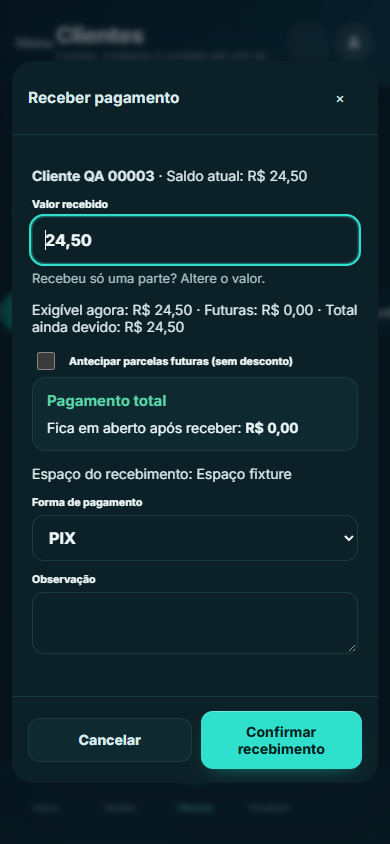 Menu Clientes
Receber pagamento
×
Cliente QA 00003 · Saldo atual: R$ 24,50
Valor recebido
24,50
Recebeu só uma parte? Altere o valor.
Exigível agora: R$ 24,50 · Futuras: R$ 0,00 · Total
ainda devido: R$ 24,50
Antecipar parcelas futuras (sem desconto)
Pagamento total
Fica em aberto após receber: R$ 0,00
Espaço do recebimento: Espaço fixture
Forma de pagamento
PIX
Observação
Cancelar
Confirmar
recebimento